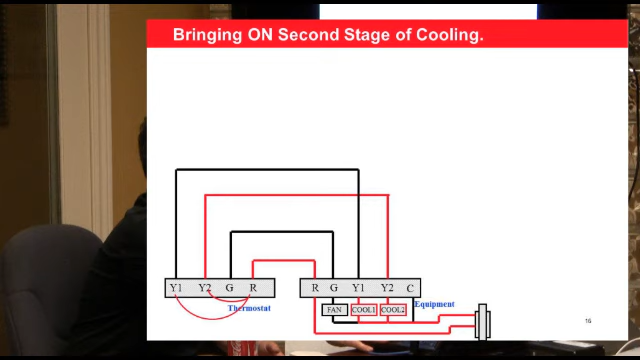 Bringing ON Second Stage of Cooling.
Y1 Y2 G R
R G Y1 Y2 C
Thermostat
Equipment
FAN COOL1 COOL2
16